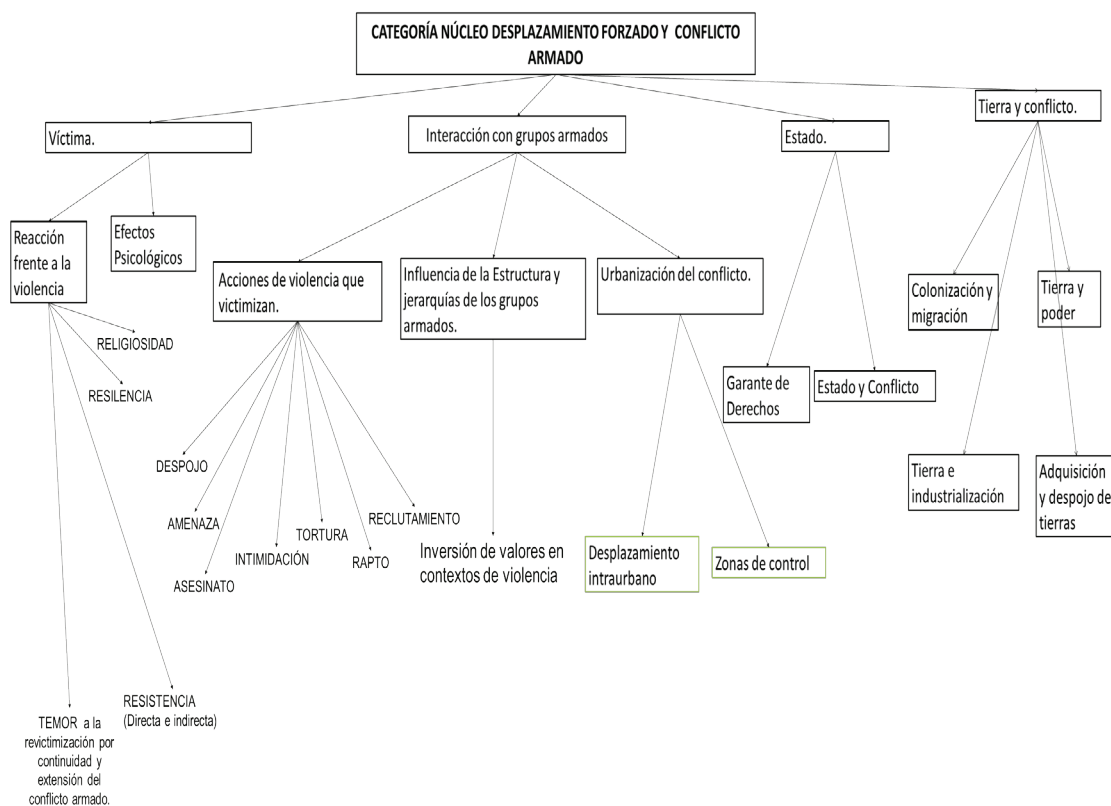 CATEGORÍA NÚCLEO DESPLAZAMIENTO FORZADO Y CONFLICTO
ARMADO
Víctima.
Interacción con grupos armados
Estado.
Tierra y conflicto.
Reacción
frente a la
violencia
Efectos
Psicológicos
Acciones de violencia que
victimizan.
Influencia de la Estructura y
jerarquías de los grupos
armados.
Urbanización del conflicto.
Colonización y
migración
Tierra y
poder
RELIGIOSIDAD
RESILENCIA
Garante de
Derechos
Estado y Conflicto
DESPOJO
AMENAZA
ASESINATO
INTIMIDACIÓN
TORTURA
RAPTO
RECLUTAMIENTO
Inversión de valores en
contextos de violencia
Desplazamiento
intraurbano
Zonas de control
Tierra e
industrialización
Adquisición
y despojo de
tierras
TEMOR a la
revictimización por
continuidad y
extensión del
conflicto armado.
RESISTENCIA
(Directa e indirecta)